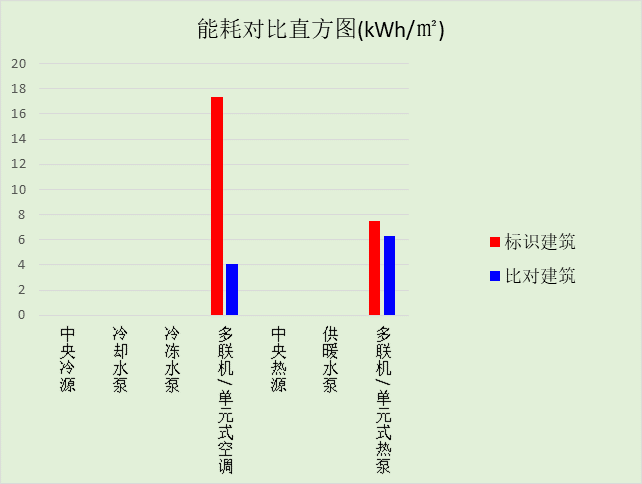 能耗对比直方图(kWh/㎡)
20
18
16
14
12
10
8
6
4
2
0
中央冷源
冷却水泵
冷冻水泵
多联机/单元式空调
中央热源
供暖水泵
多联机/单元式热泵
标识建筑
比对建筑